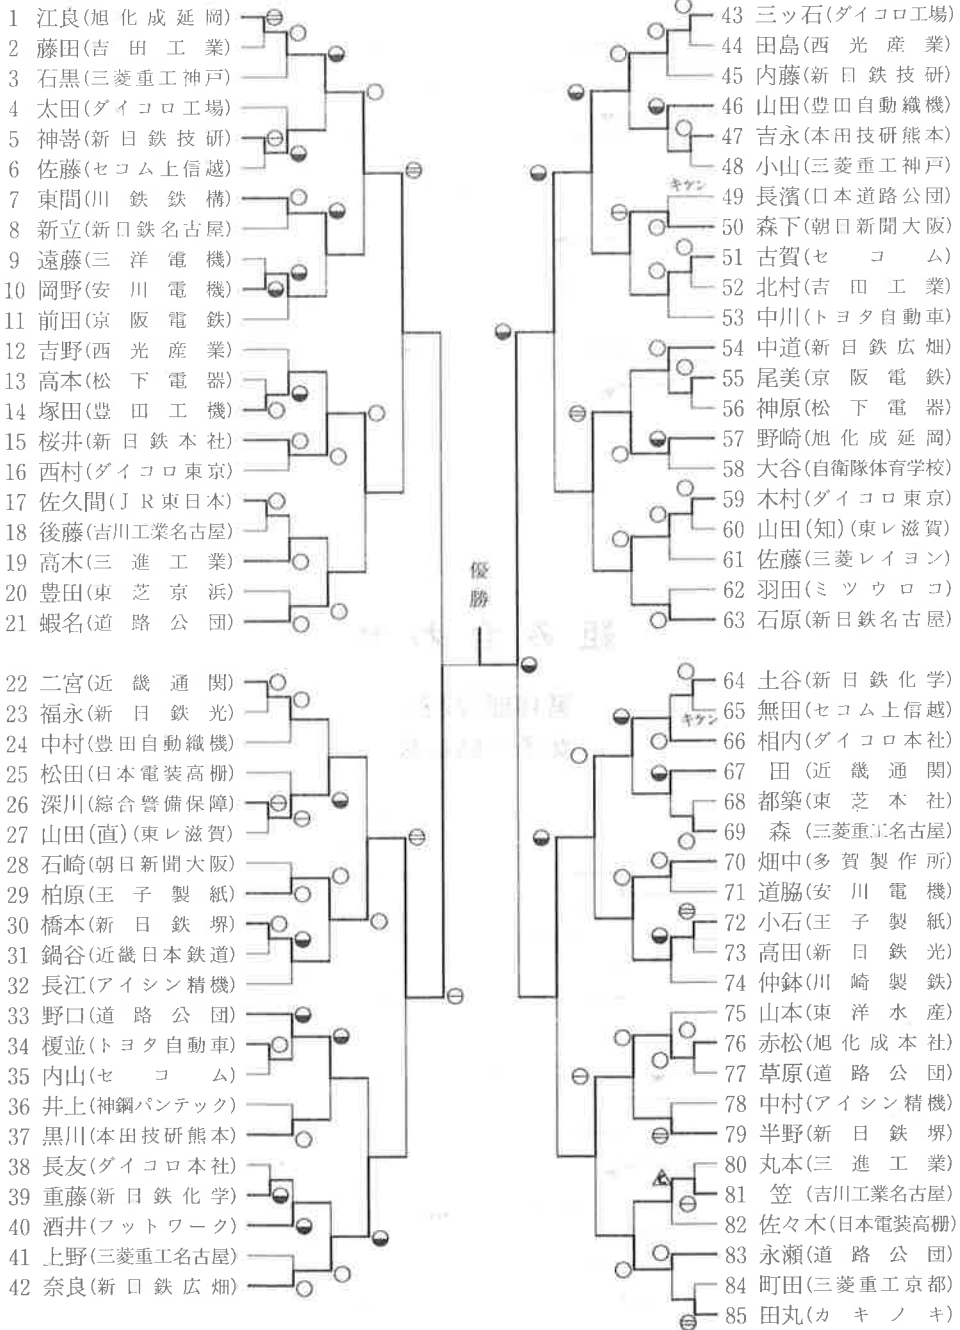 1 江良(旭化成延岡)
2 藤田(吉田工業)
3 石黒(三菱重工神戸)
4 太田(ダイコロ工場)
5 神嵜(新日鉄技研)
6 佐藤(セコム上信越)
7 東間(川鉄鉄構)
8 新立(新日鉄名古屋)
9 遠藤(三洋電機)
10 岡野(安川電機)
11 前田(京阪電鉄)
12 吉野(西光産業)
13 高本(松下電器)
14 塚田(豊田工機)
15 桜井(新日鉄本社)
16 西村(ダイコロ東京)
17 佐久間(JR東日本)
18 後藤(吉川工業名古屋)
19 高木(三進工業)
20 豊田(東芝京浜)
21 蝦名(道路公団)
22 二宮(近畿通関)
23 福永(新日鉄光)
24 中村(豊田自動織機)
25 松田(日本電装高棚)
26 深川(綜合警備保障)
27 山田(直)(東レ滋賀)
28 石崎(朝日新聞大阪)
29 柏原(王子製紙)
30 橋本(新日鉄堺)
31 鍋谷(近畿日本鉄道)
32 長江(アイシン精機)
33 野口(道路公団)
34 榎並(トヨタ自動車)
35 内山(セコム)
36 井上(神鋼パンテック)
37 黒川(本田技研熊本)
38 長友(ダイコロ本社)
39 重藤(新日鉄化学)
40 酒井(フットワーク)
41 上野(三菱重工名古屋)
42 奈良(新日鉄広畑)
優勝
43 三ッ石(ダイコロ工場)
44 田島(西光産業)
45 内藤(新日鉄技研)
46 山田(豊田自動織機)
47 吉永(本田技研熊本)
48 小山(三菱重工神戸)
キケン
49 長濱(日本道路公団)
50 森下(朝日新聞大阪)
51 古賀(セコム)
52 北村(吉田工業)
53 中川(トヨタ自動車)
54 中道(新日鉄広畑)
55 尾美(京阪電鉄)
56 神原(松下電器)
57 野崎(旭化成延岡)
58 大谷(自衛隊体育学校)
59 木村(ダイコロ東京)
60 山田(知)(東レ滋賀)
61 佐藤(三菱レイヨン)
62 羽田(ミツウロコ)
63 石原(新日鉄名古屋)
64 土谷(新日鉄化学)
65 無田(セコム上信越)
キケン
66 相内(ダイコロ本社)
67 田(近畿通関)
68 都築(東芝本社)
69 森(三菱重工名古屋)
70 畑中(多賀製作所)
71 道脇(安川電機)
72 小石(王子製紙)
73 高田(新日鉄光)
74 仲鉢(川崎製鉄)
75 山本(東洋水産)
76 赤松(旭化成本社)
77 草原(道路公団)
78 中村(アイシン精機)
79 半野(新日鉄堺)
80 丸本(三進工業)
81 笠(吉川工業名古屋)
82 佐々木(日本電装高棚)
83 永瀬(道路公団)
84 町田(三菱重工京都)
85 田丸(カキノキ)